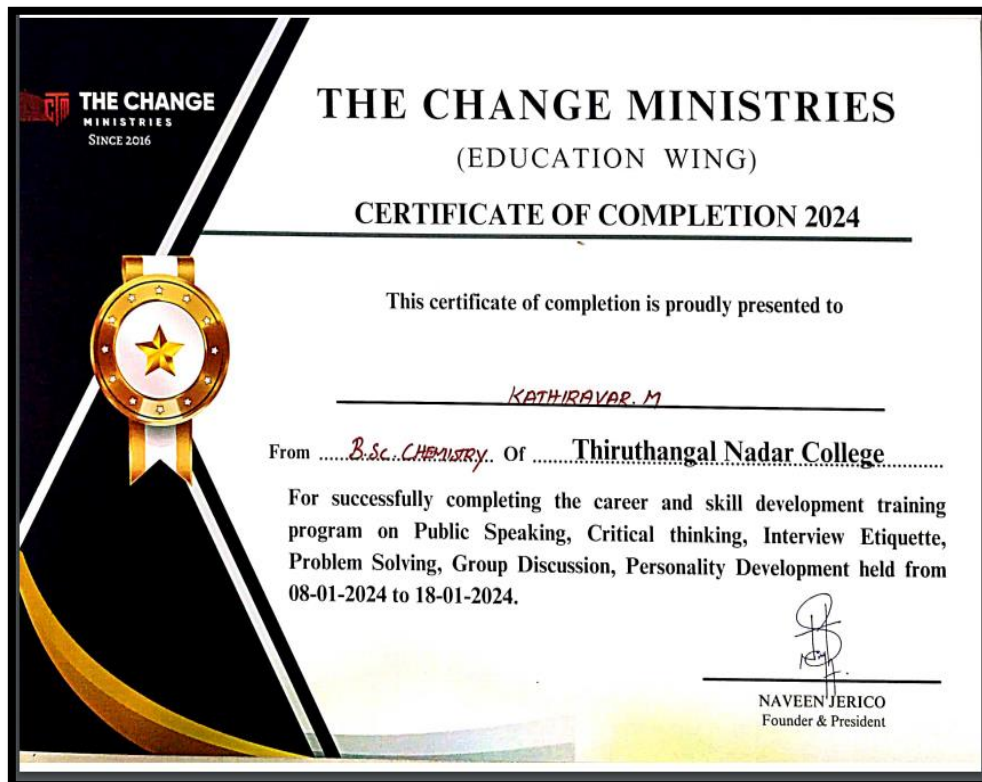 CTM
THE CHANGE
MINISTRIES
SINCE 2016
THE CHANGE MINISTRIES
(EDUCATION WING)
CERTIFICATE OF COMPLETION 2024
This certificate of completion is proudly presented to
KATHIRAVAR. M
From ....B.Sc..CHEMISTRY.. Of ......Thiruthangal Nadar College......
For successfully completing the career and skill development training
program on Public Speaking, Critical thinking, Interview Etiquette,
Problem Solving, Group Discussion, Personality Development held from
08-01-2024 to 18-01-2024.
NAVEEN JERICO
Founder & President